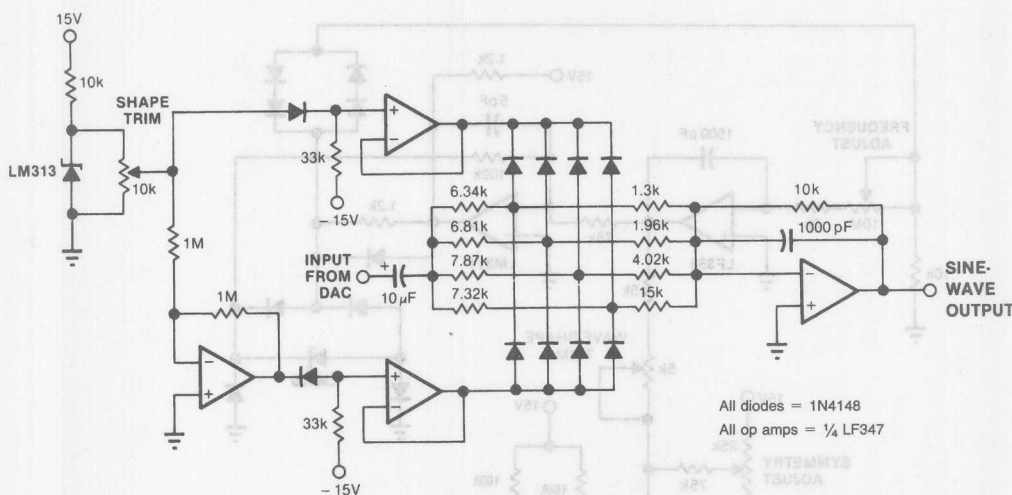 15V
10k
SHAPE
TRIM
LM313
10k
33k
− 15V
1M
6.34k
1.3k
10k
6.81k
1.96k
1000 pF
INPUT
FROM
DAC
+
10 µF
7.87k
4.02k
7.32k
15k
+
−
−
+
SINE-
WAVE
OUTPUT
1M
−
+
+
−
33k
− 15V
All diodes = 1N4148
All op amps = ¼ LF347